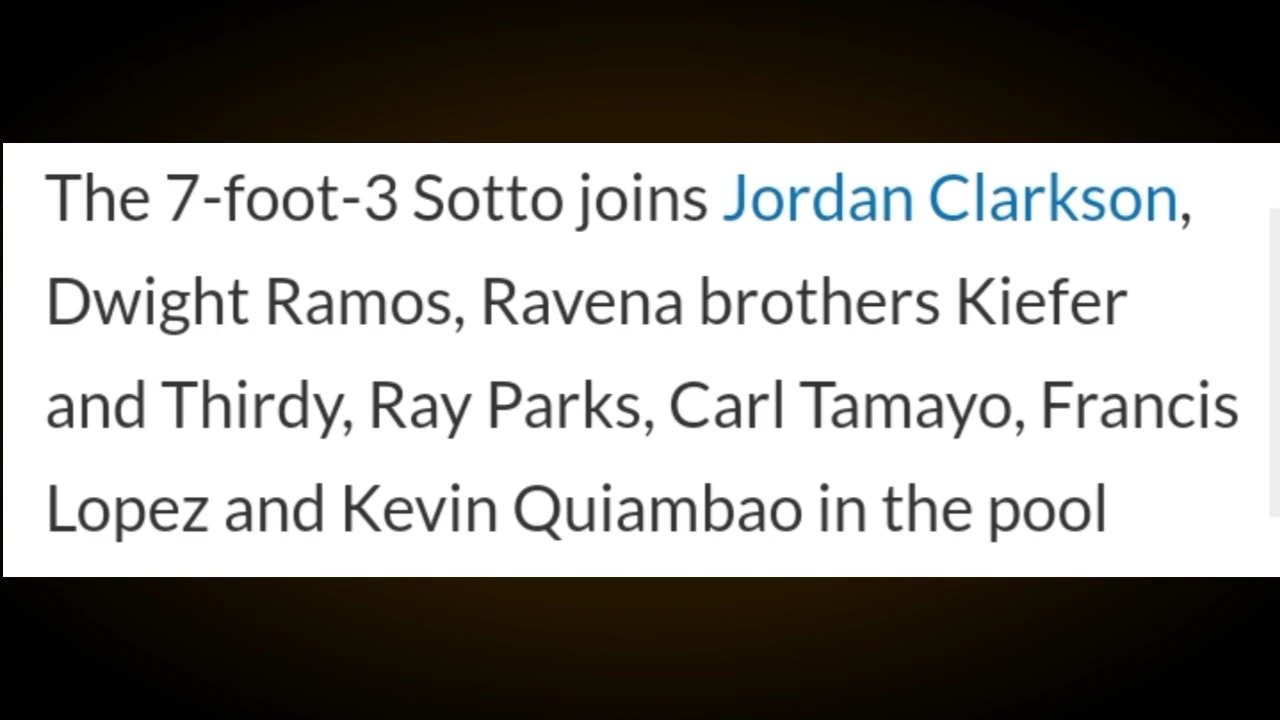 The 7-foot-3 Sotto joins Jordan Clarkson,
Dwight Ramos, Ravena brothers Kiefer
and Thirdy, Ray Parks, Carl Tamayo, Francis
Lopez and Kevin Quiambao in the pool